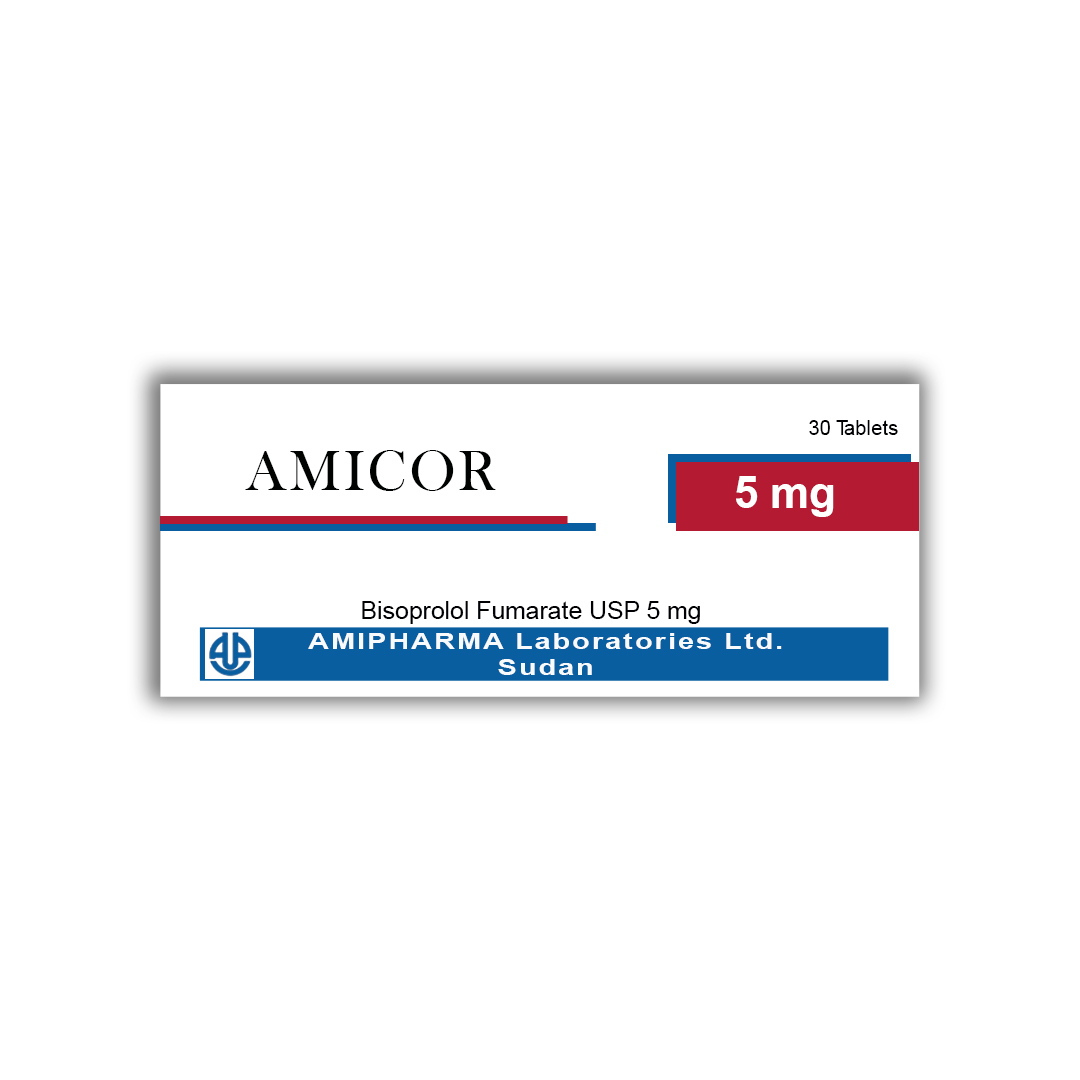 30 Tablets
AMICOR
5 mg
Bisoprolol Fumarate USP 5 mg
AMIPHARMA Laboratories Ltd.
Sudan